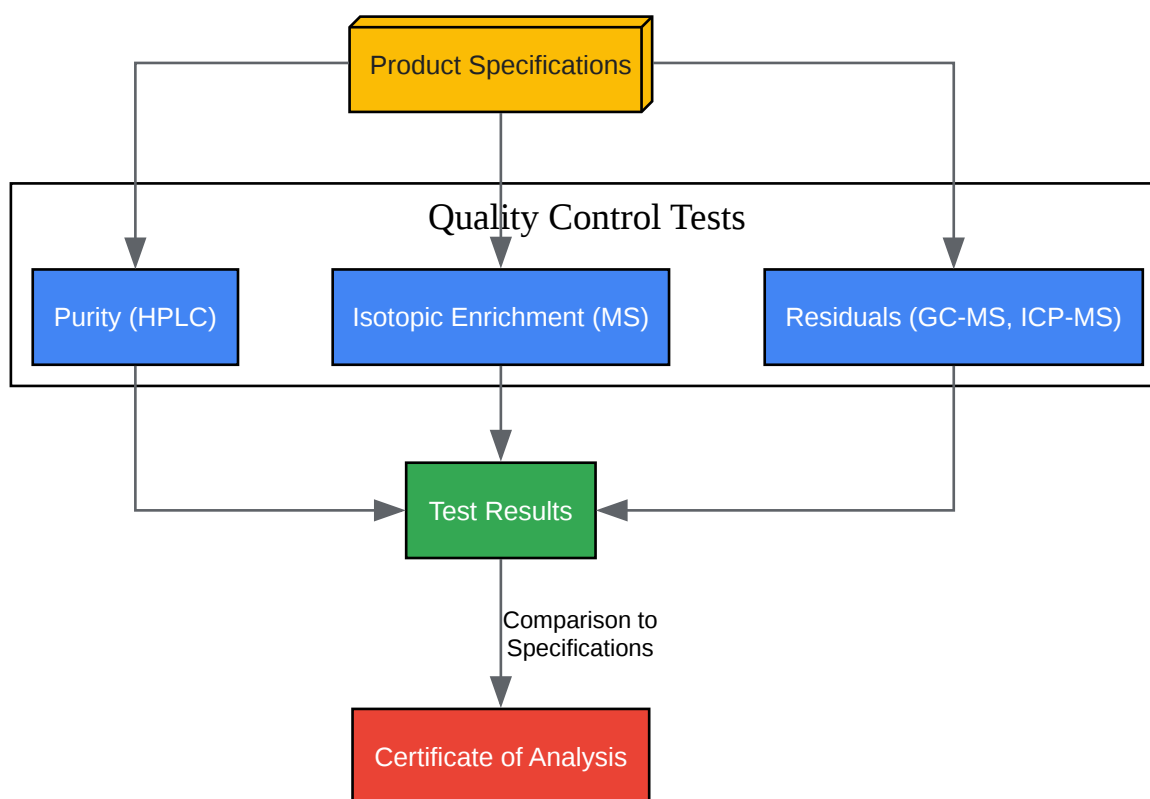 Product Specifications
Quality Control Tests
Purity (HPLC)
Isotopic Enrichment (MS)
Residuals (GC-MS, ICP-MS)
Test Results
Comparison to
Specifications
Certificate of Analysis